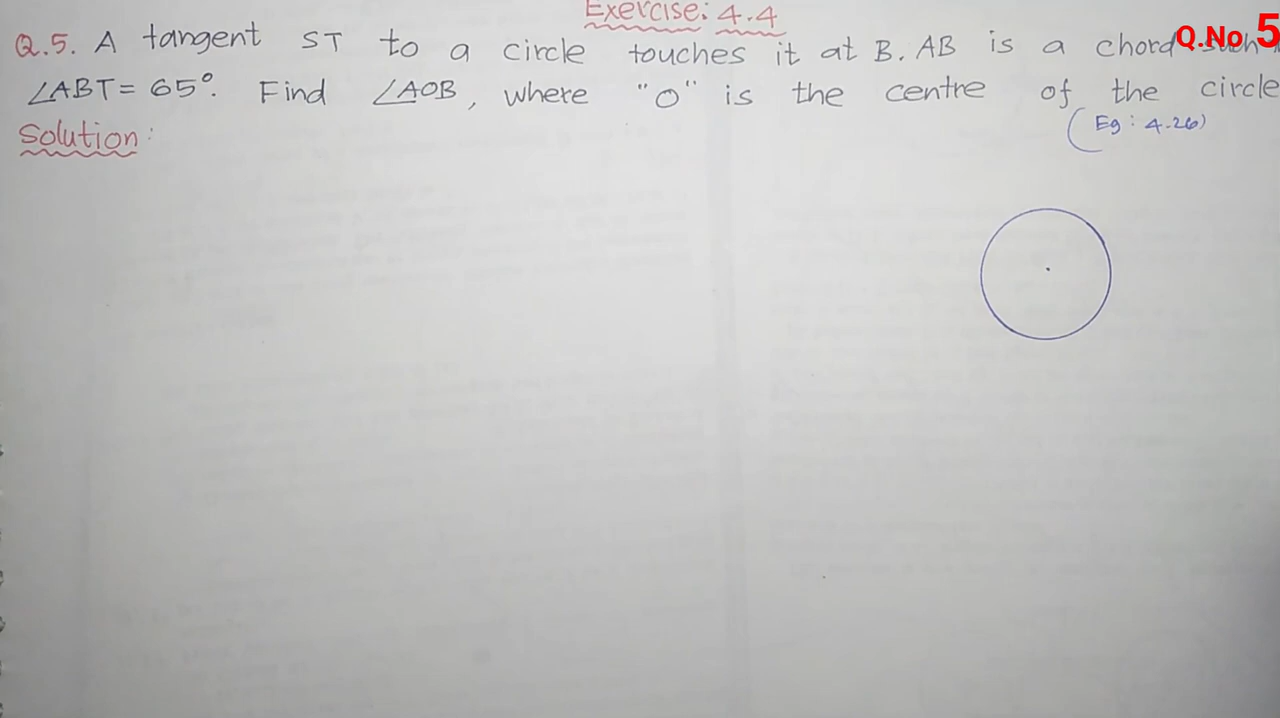 Exercise: 4.4
Q.5. A tangent ST to a circle touches it at B. AB is a chord
Q.No 5
∠ABT = 65°. Find ∠AOB, where "O" is the centre of the circle
(Eg: 4.26)
Solution: